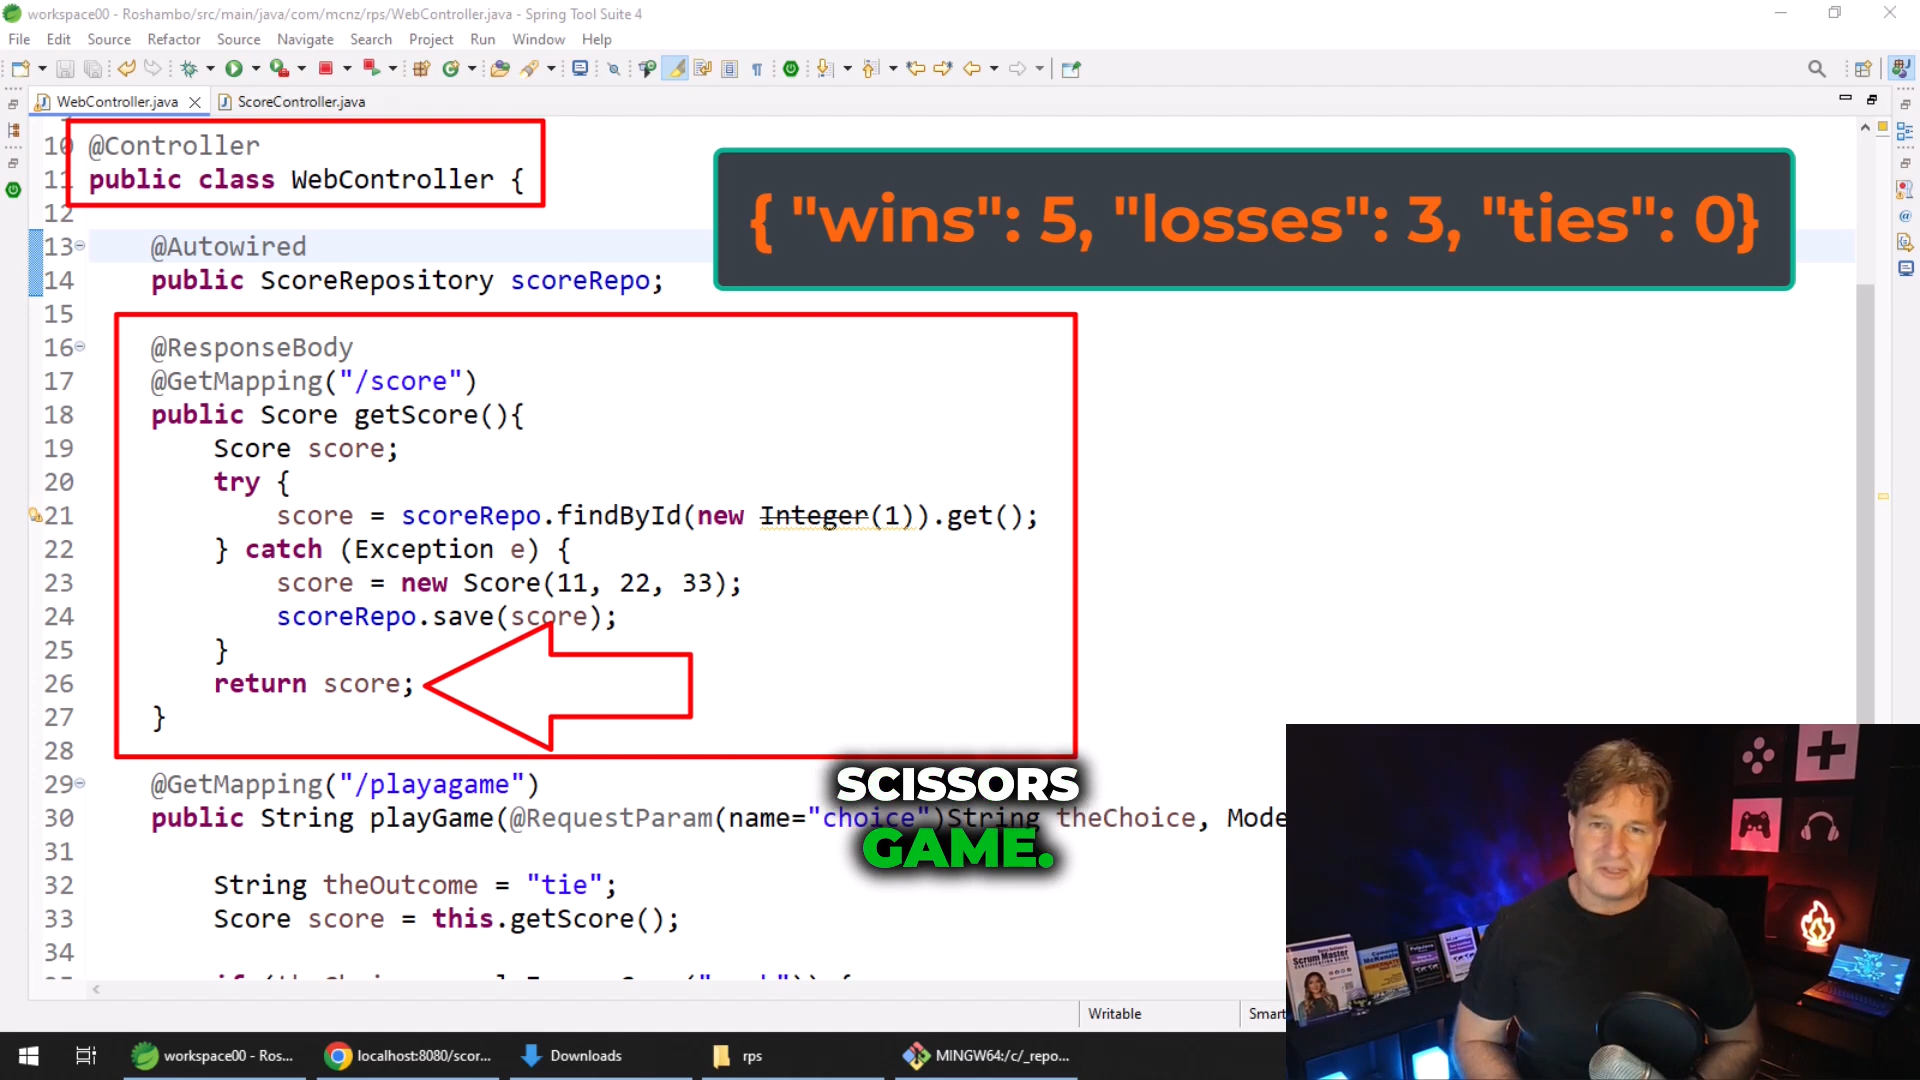 workspace00 - Roshambo/src/main/java/com/mcnz/rps/WebController.java - Spring Tool Suite 4
File Edit Source Refactor Source Navigate Search Project Run Window Help
WebController.java ScoreController.java
10 @Controller
11 public class WebController {
12
13 @Autowired
14 public ScoreRepository scoreRepo;
15
16 @ResponseBody
17 @GetMapping("/score")
18 public Score getScore(){
19 Score score;
20 try {
21 score = scoreRepo.findById(new Integer(1)).get();
22 } catch (Exception e) {
23 score = new Score(11, 22, 33);
24 scoreRepo.save(score);
25 }
26 return score;
27 }
28
29 @GetMapping("/playagame")
30 public String playGame(@RequestParam(name="choice")String theChoice, Mode
31
32 String theOutcome = "tie";
33 Score score = this.getScore();
34
{ "wins": 5, "losses": 3, "ties": 0}
SCISSORS
GAME.
Scrum Master
Writable Smart
workspace00 - Ros... localhost:8080/scor... Downloads rps MINGW64:/c/_repo...